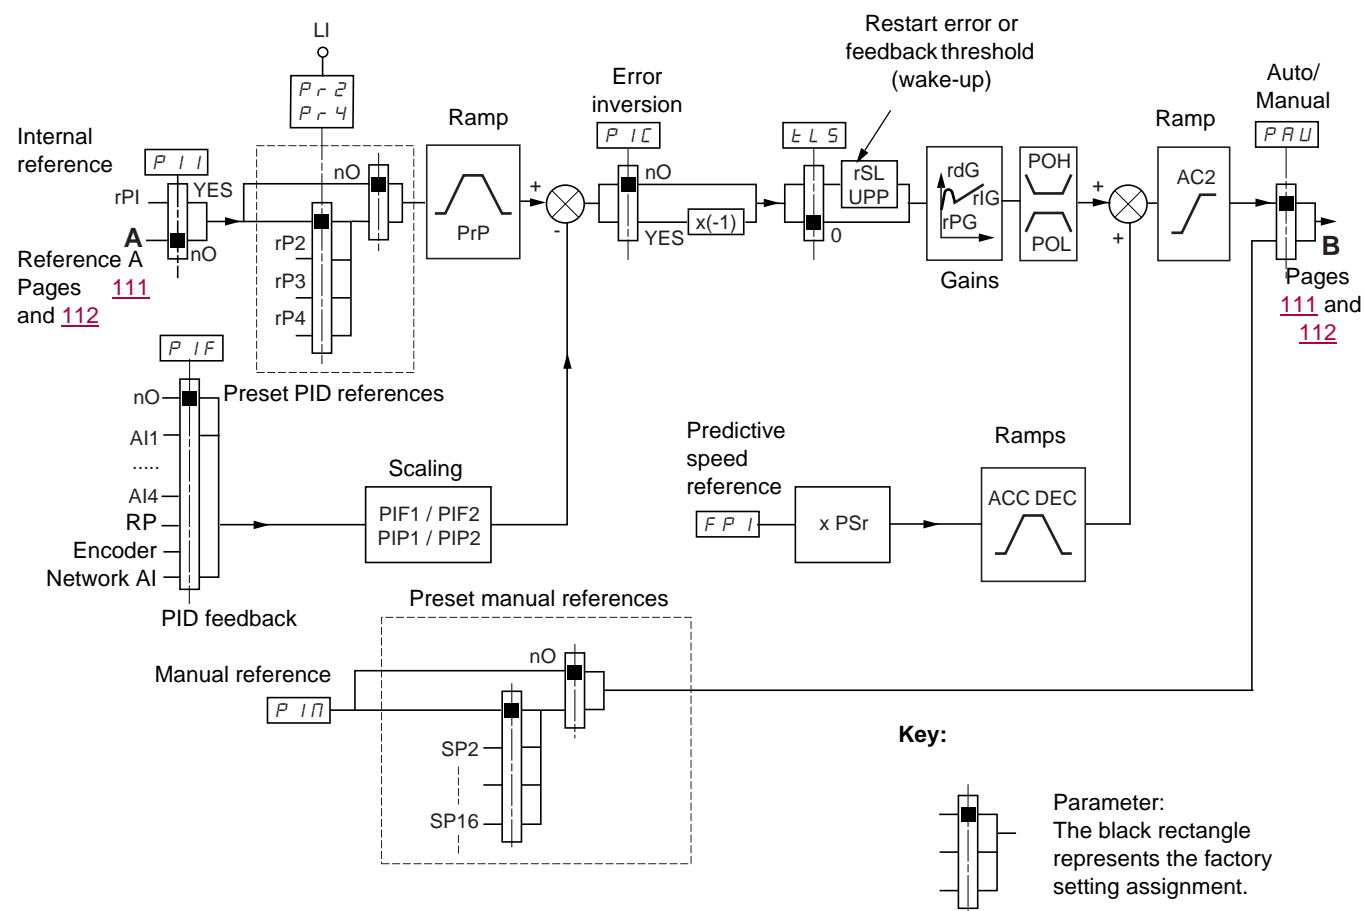 LI
Pr2
Pr4
Restart error or
feedback threshold
(wake-up)
Error
inversion
Auto/
Manual
Ramp
Ramp
Internal
reference
PII
PIC
tLS
PAU
rPI
YES
nO
A
nO
Reference A
Pages 111
and 112
rP2
rP3
rP4
Preset PID references
PrP
+
-
nO
YES
x(-1)
rSL
UPP
0
rdG
rIG
rPG
Gains
POH
POL
+
+
AC2
B
Pages
111 and
112
PIF
nO
AI1
.....
AI4
RP
Encoder
Network AI
PID feedback
Scaling
PIF1 / PIF2
PIP1 / PIP2
Predictive
speed
reference
FPI
x PSr
Ramps
ACC DEC
Preset manual references
Manual reference
PIM
nO
SP2
SP16
Key:
Parameter:
The black rectangle
represents the factory
setting assignment.